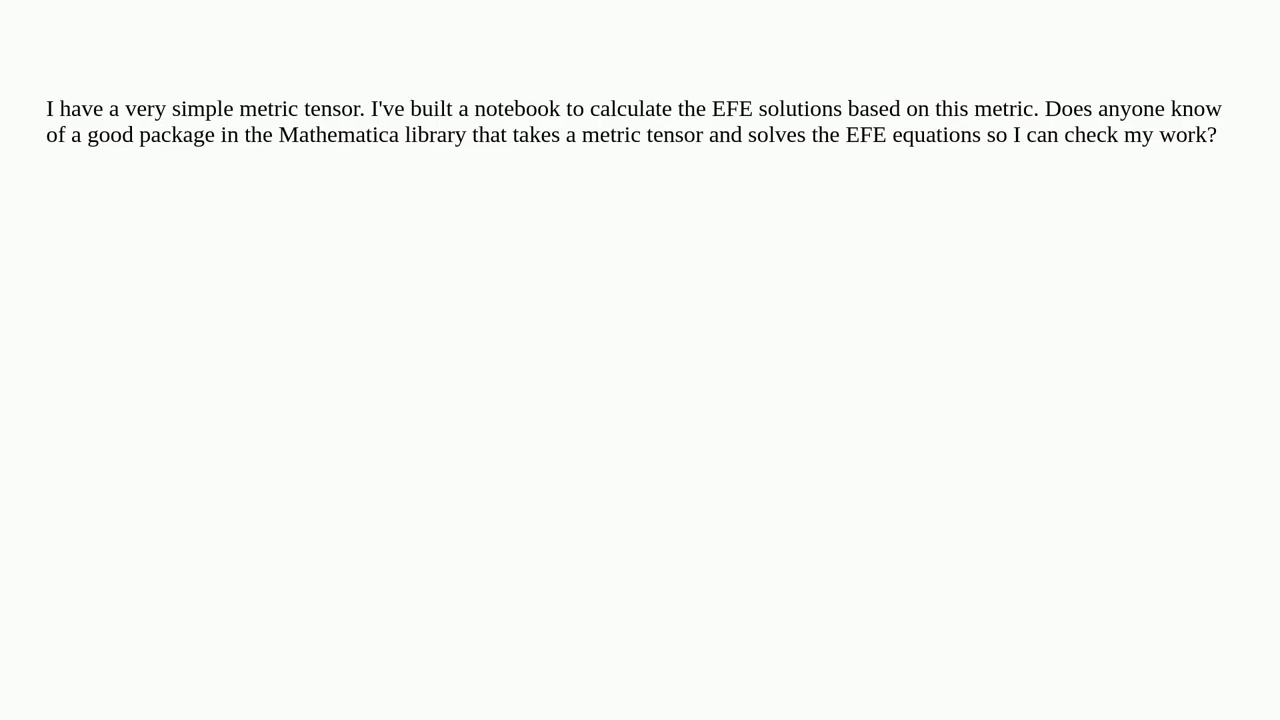 I have a very simple metric tensor. I've built a notebook to calculate the EFE solutions based on this metric. Does anyone know
of a good package in the Mathematica library that takes a metric tensor and solves the EFE equations so I can check my work?